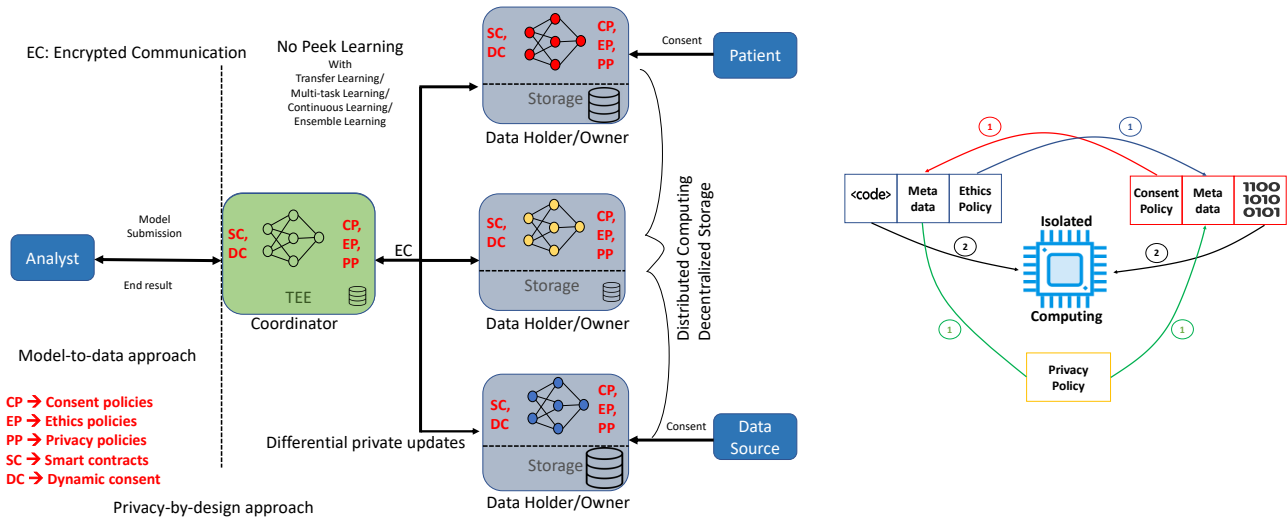 EC: Encrypted Communication
No Peek Learning
With
Transfer Learning/
Multi-task Learning/
Continuous Learning/
Ensemble Learning
SC,
DC
CP,
EP,
PP
Storage
Data Holder/Owner
Consent
Patient
Analyst
Model
Submission
End result
SC,
DC
CP,
EP,
PP
TEE
Coordinator
EC
SC,
DC
CP,
EP,
PP
Storage
Data Holder/Owner
Distributed Computing
Decentralized Storage
Model-to-data approach
CP → Consent policies
EP → Ethics policies
PP → Privacy policies
SC → Smart contracts
DC → Dynamic consent
Privacy-by-design approach
Differential private updates
SC,
DC
CP,
EP,
PP
Storage
Data Holder/Owner
Consent
Data
Source
1
1
<code>
Meta
data
Ethics
Policy
Consent
Policy
Meta
data
1100
1010
0101
Isolated
Computing
2
2
1
1
Privacy
Policy